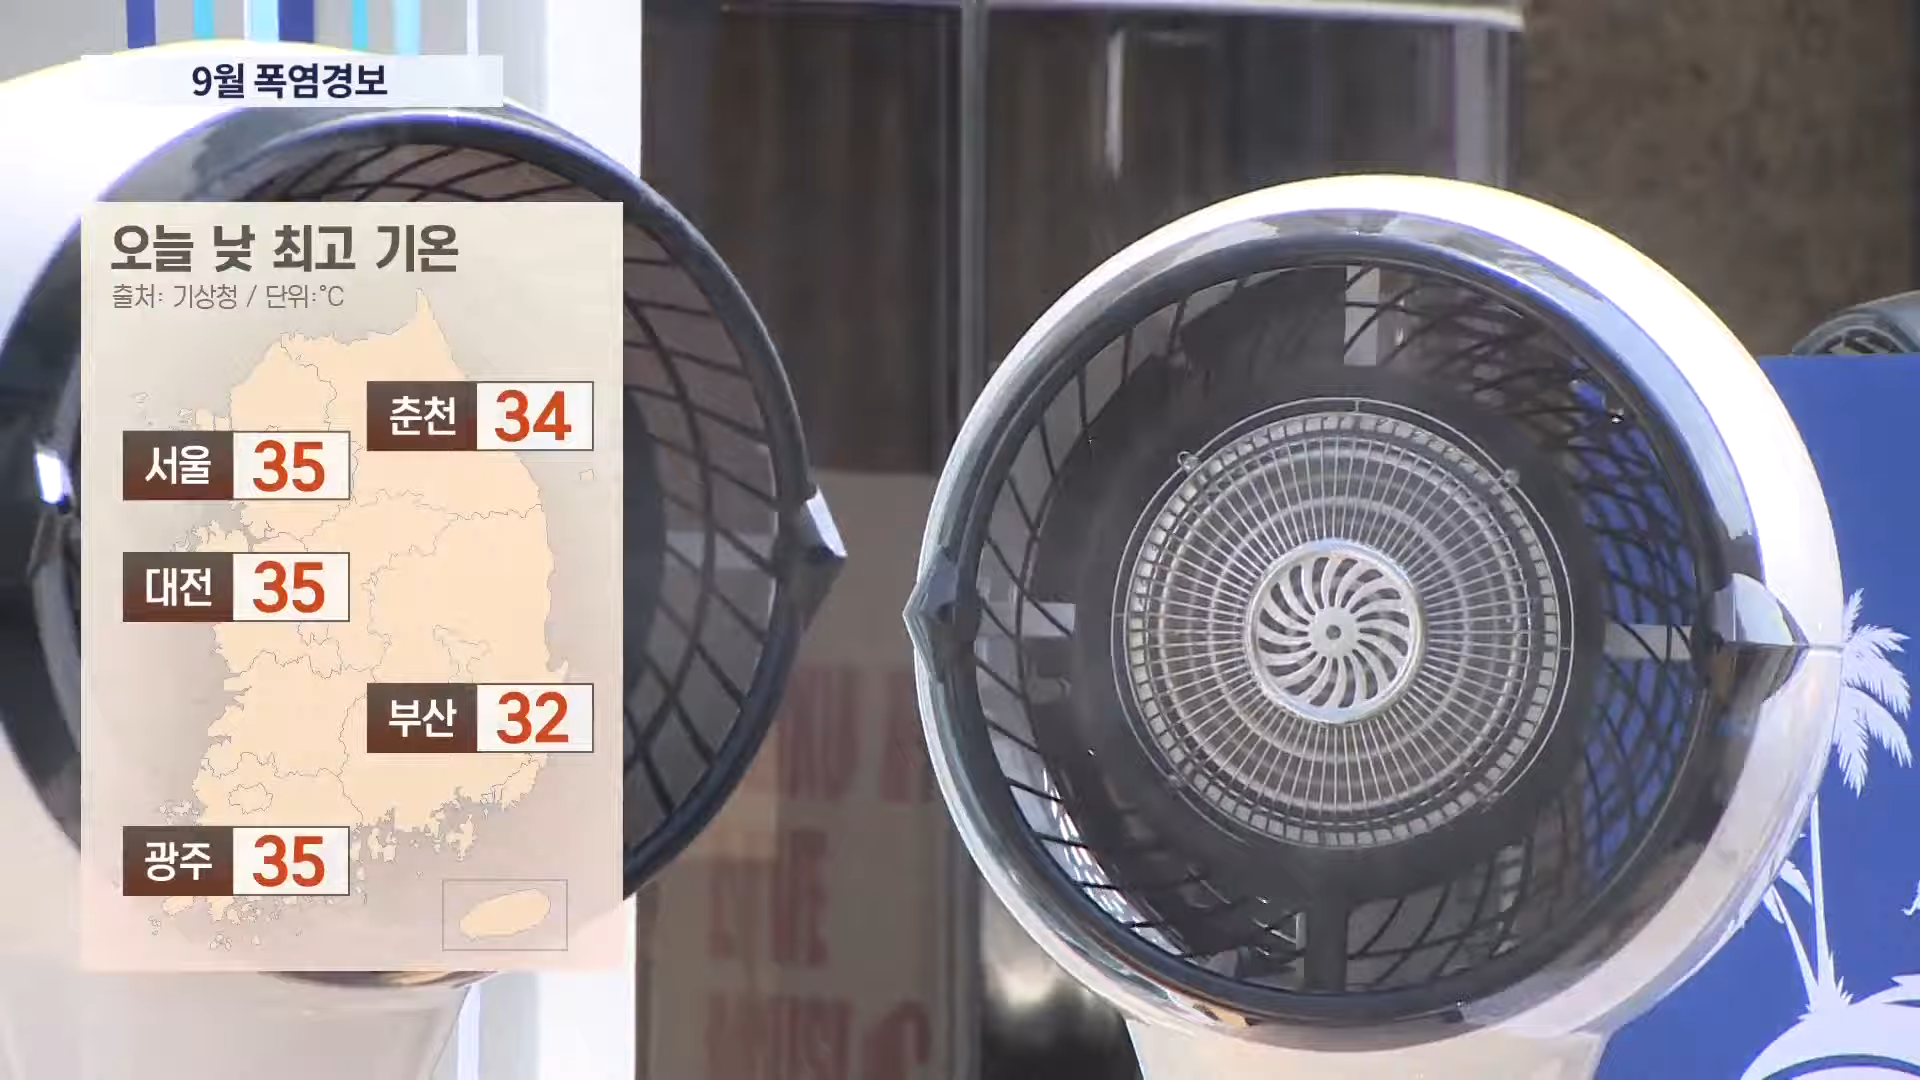 9월 폭염경보
오늘 낮 최고 기온
출처: 기상청 / 단위:°C
춘천 34
서울 35
대전 35
부산 32
광주 35